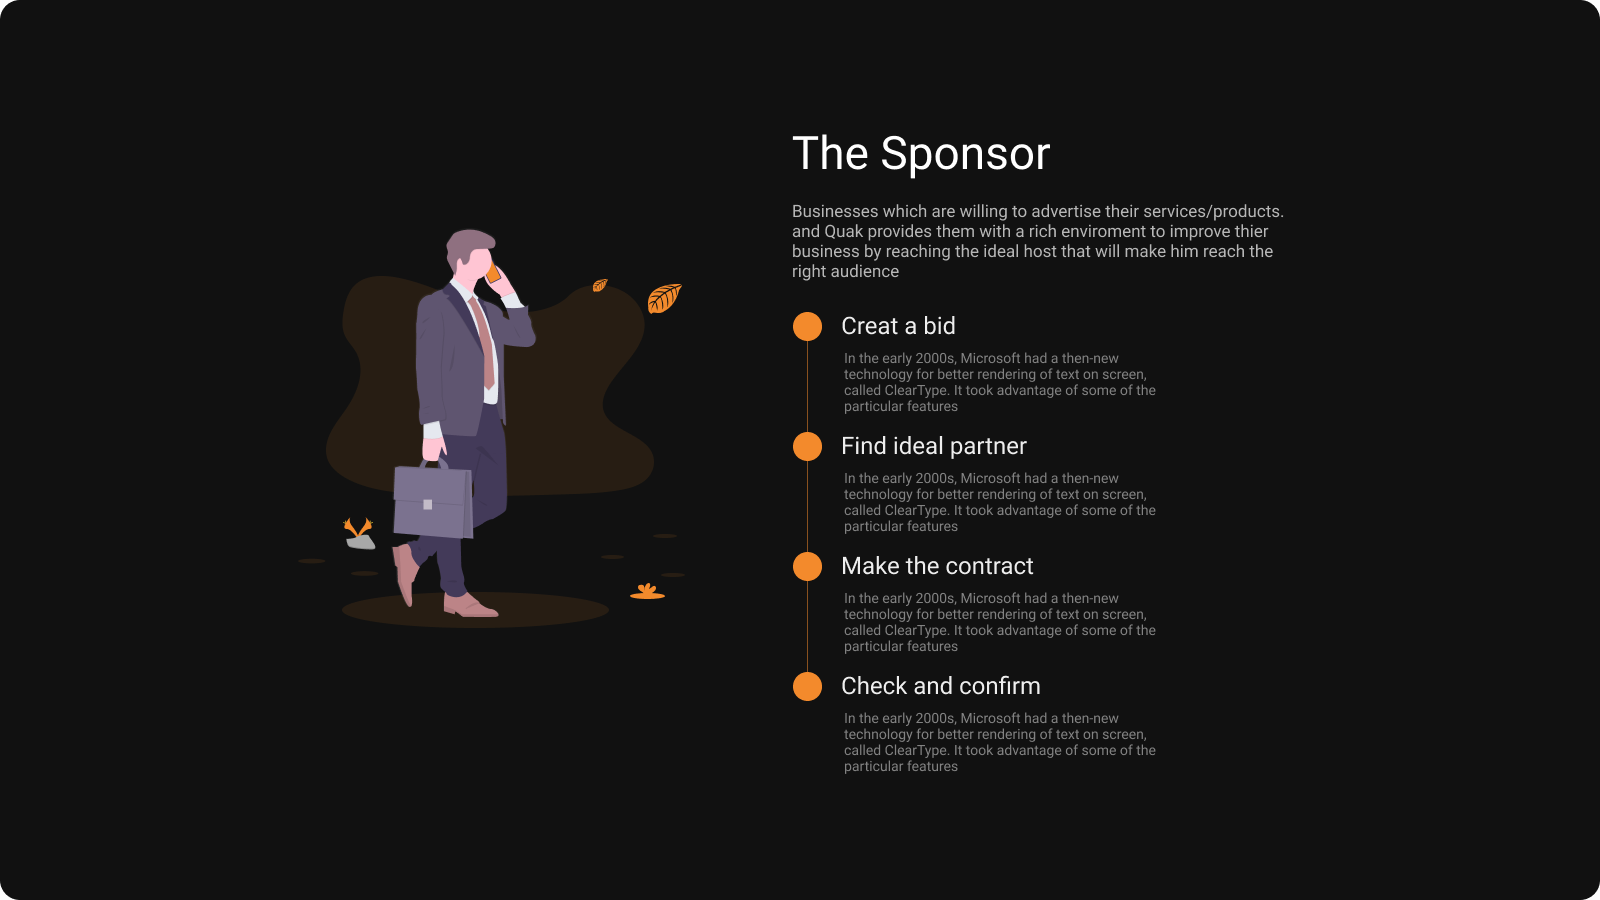 The Sponsor
Businesses which are willing to advertise their services/products.
and Quak provides them with a rich enviroment to improve thier
business by reaching the ideal host that will make him reach the
right audience
Creat a bid
In the early 2000s, Microsoft had a then-new
technology for better rendering of text on screen,
called ClearType. It took advantage of some of the
particular features
Find ideal partner
In the early 2000s, Microsoft had a then-new
technology for better rendering of text on screen,
called ClearType. It took advantage of some of the
particular features
Make the contract
In the early 2000s, Microsoft had a then-new
technology for better rendering of text on screen,
called ClearType. It took advantage of some of the
particular features
Check and confirm
In the early 2000s, Microsoft had a then-new
technology for better rendering of text on screen,
called ClearType. It took advantage of some of the
particular features